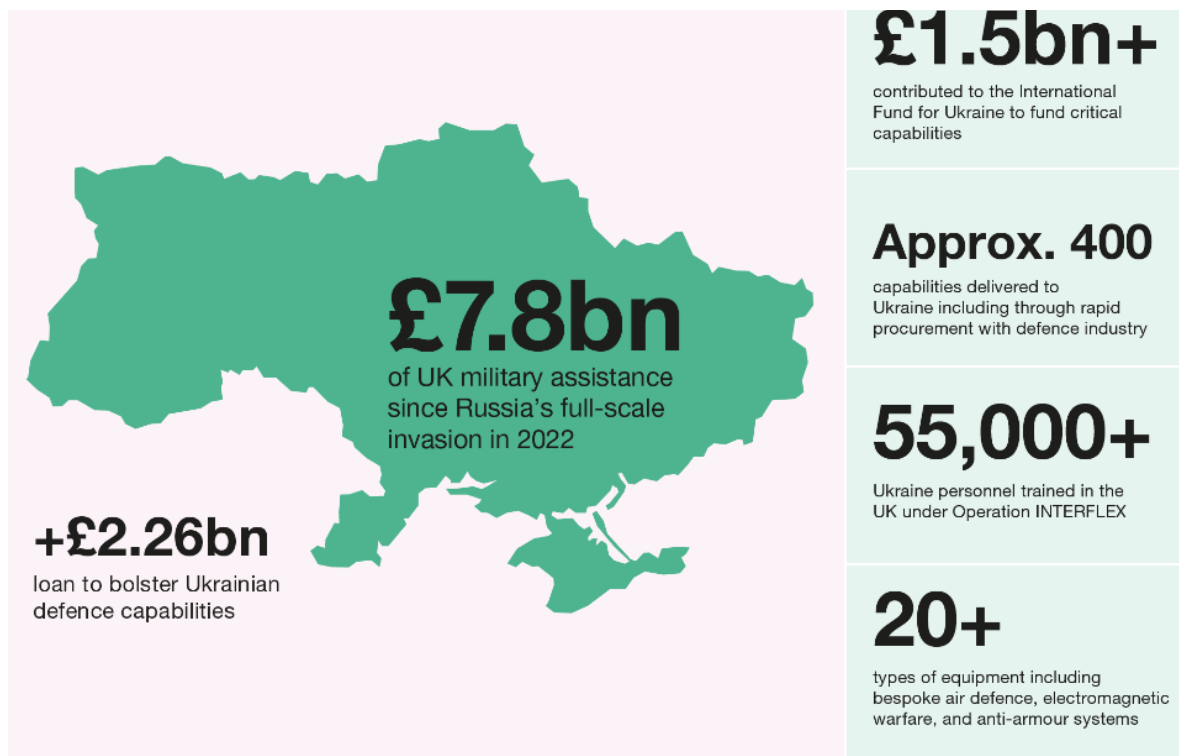 £7.8bn
of UK military assistance
since Russia's full-scale
invasion in 2022
+£2.26bn
loan to bolster Ukrainian
defence capabilities
£1.5bn+
contributed to the International
Fund for Ukraine to fund critical
capabilities
Approx. 400
capabilities delivered to
Ukraine including through rapid
procurement with defence industry
55,000+
Ukraine personnel trained in the
UK under Operation INTERFLEX
20+
types of equipment including
bespoke air defence, electromagnetic
warfare, and anti-armour systems